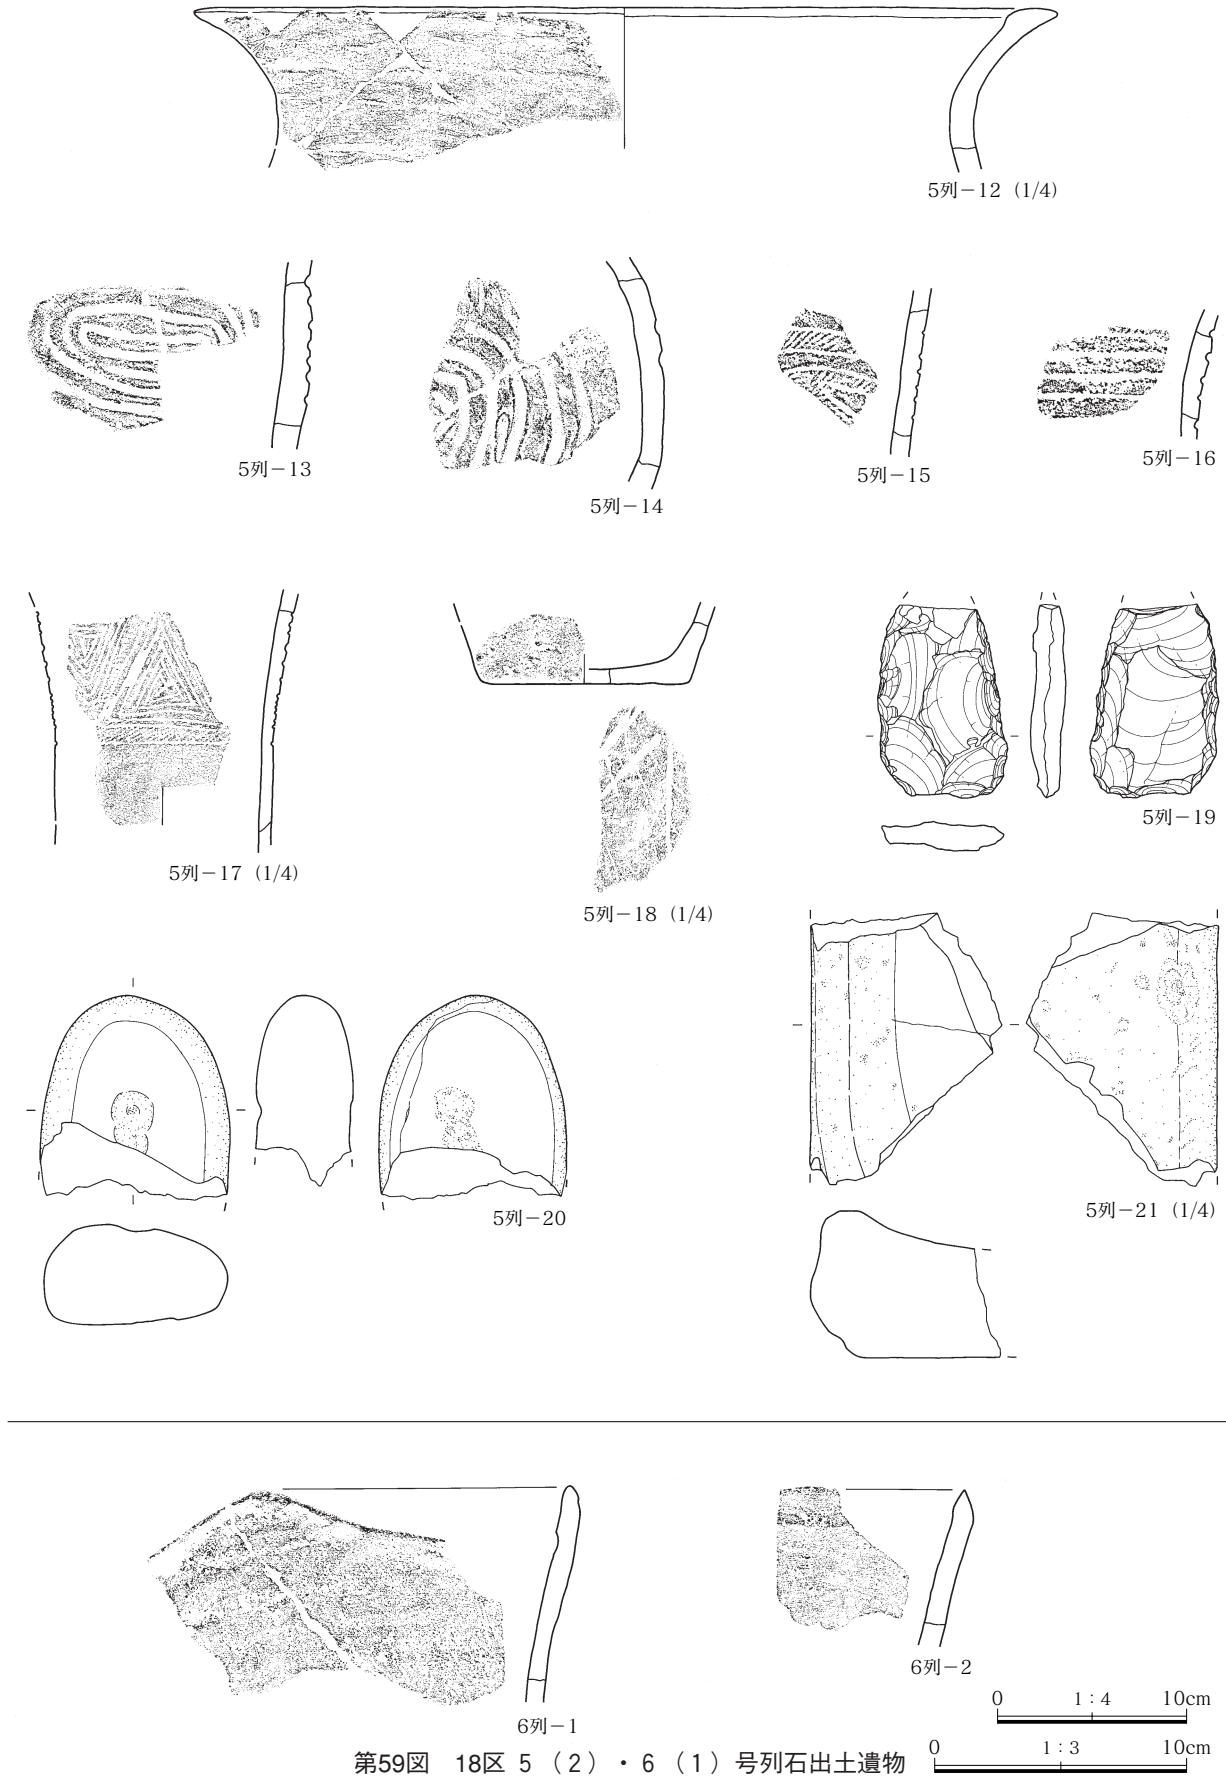 5列－12 (1/4)
5列－13
5列－14
5列－15
5列－16
5列－17 (1/4)
5列－18 (1/4)
5列－19
5列－20
5列－21 (1/4)
6列－1
6列－2
0 1：4 10cm
0 1：3 10cm
第59図　18区 5（2）・6（1）号列石出土遺物